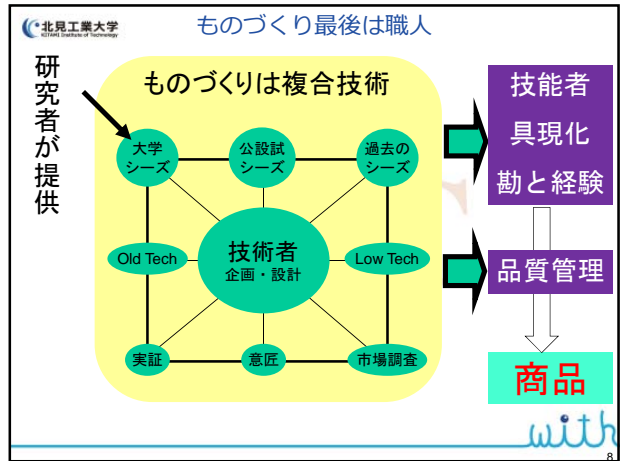 北見工業大学
KITAMI Institute of Technology
ものづくり最後は職人
研究者が提供
ものづくりは複合技術
大学
シーズ
公設試
シーズ
過去の
シーズ
Old Tech
技術者
企画・設計
Low Tech
実証
意匠
市場調査
技能者
具現化
勘と経験
品質管理
商品
with
8